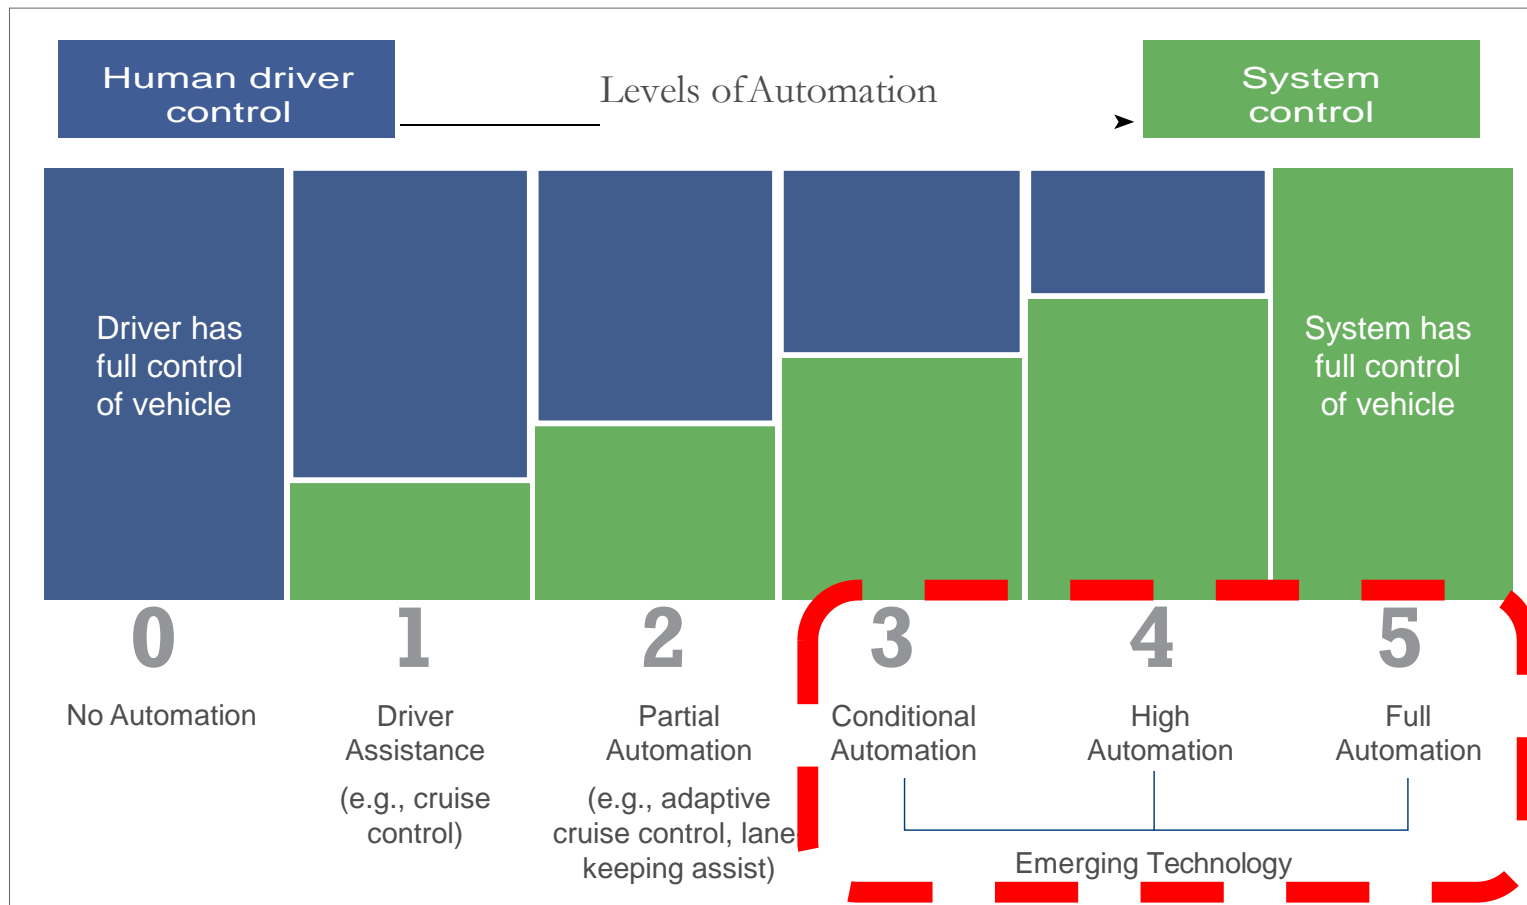 Human driver
control
Levels of Automation
System
control
Driver has
full control
of vehicle
System has
full control
of vehicle
0
1
2
3
4
5
No Automation
Driver
Assistance
(e.g., cruise
control)
Partial
Automation
(e.g., adaptive
cruise control, lane
keeping assist)
Conditional
Automation
High
Automation
Full
Automation
Emerging Technology